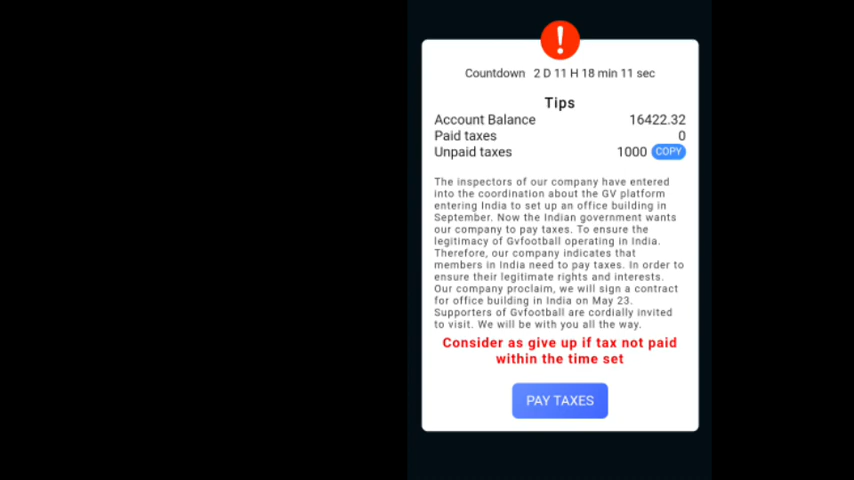 !
Countdown 2 D 11 H 18 min 11 sec
Tips
Account Balance 16422.32
Paid taxes 0
Unpaid taxes 1000 COPY
The inspectors of our company have entered
into the coordination about the GV platform
entering India to set up an office building in
September. Now the Indian government wants
our company to pay taxes. To ensure the
legitimacy of Gvfootball operating in India.
Therefore, our company indicates that
members in India need to pay taxes. In order to
ensure their legitimate rights and interests.
Our company proclaim, we will sign a contract
for office building in India on May 23.
Supporters of Gvfootball are cordially invited
to visit. We will be with you all the way.
Consider as give up if tax not paid
within the time set
PAY TAXES